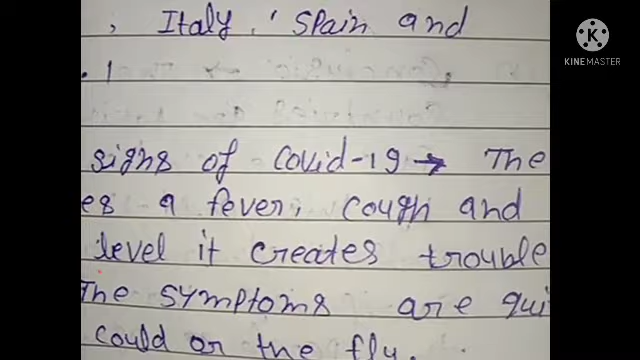 , Italy, Spain and
KINEMASTER
. 1
signs of Covid-19 → The
es a fever, cough and
level it creates trouble
The symptoms are qui
could or the flu.